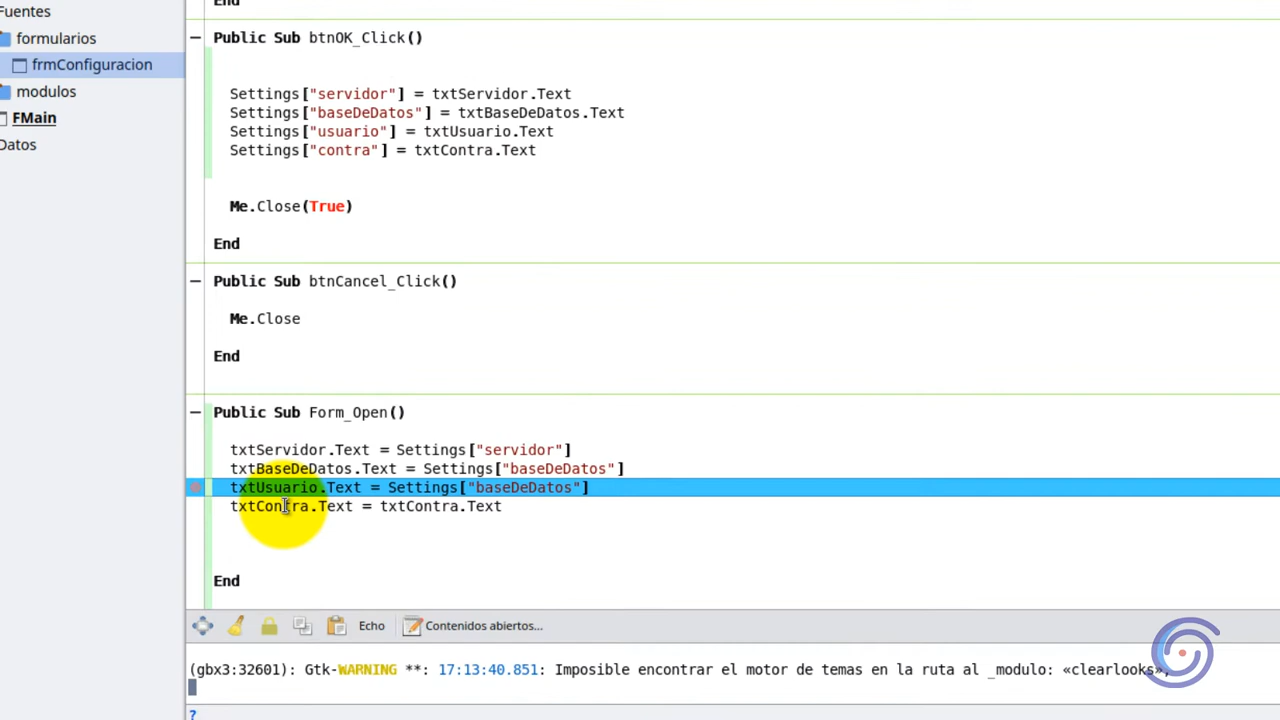 End
Fuentes
formularios
frmConfiguracion
modulos
FMain
Datos
Public Sub btnOK_Click()
Settings["servidor"] = txtServidor.Text
Settings["baseDeDatos"] = txtBaseDeDatos.Text
Settings["usuario"] = txtUsuario.Text
Settings["contra"] = txtContra.Text
Me.Close(True)
End
Public Sub btnCancel_Click()
Me.Close
End
Public Sub Form_Open()
txtServidor.Text = Settings["servidor"]
txtBaseDeDatos.Text = Settings["baseDeDatos"]
txtUsuario.Text = Settings["baseDeDatos"]
txtContra.Text = txtContra.Text
End
Echo Contenidos abiertos...
(gbx3:32601): Gtk-WARNING **: 17:13:40.851: Imposible encontrar el motor de temas en la ruta al _modulo: «clearlooks»,
?